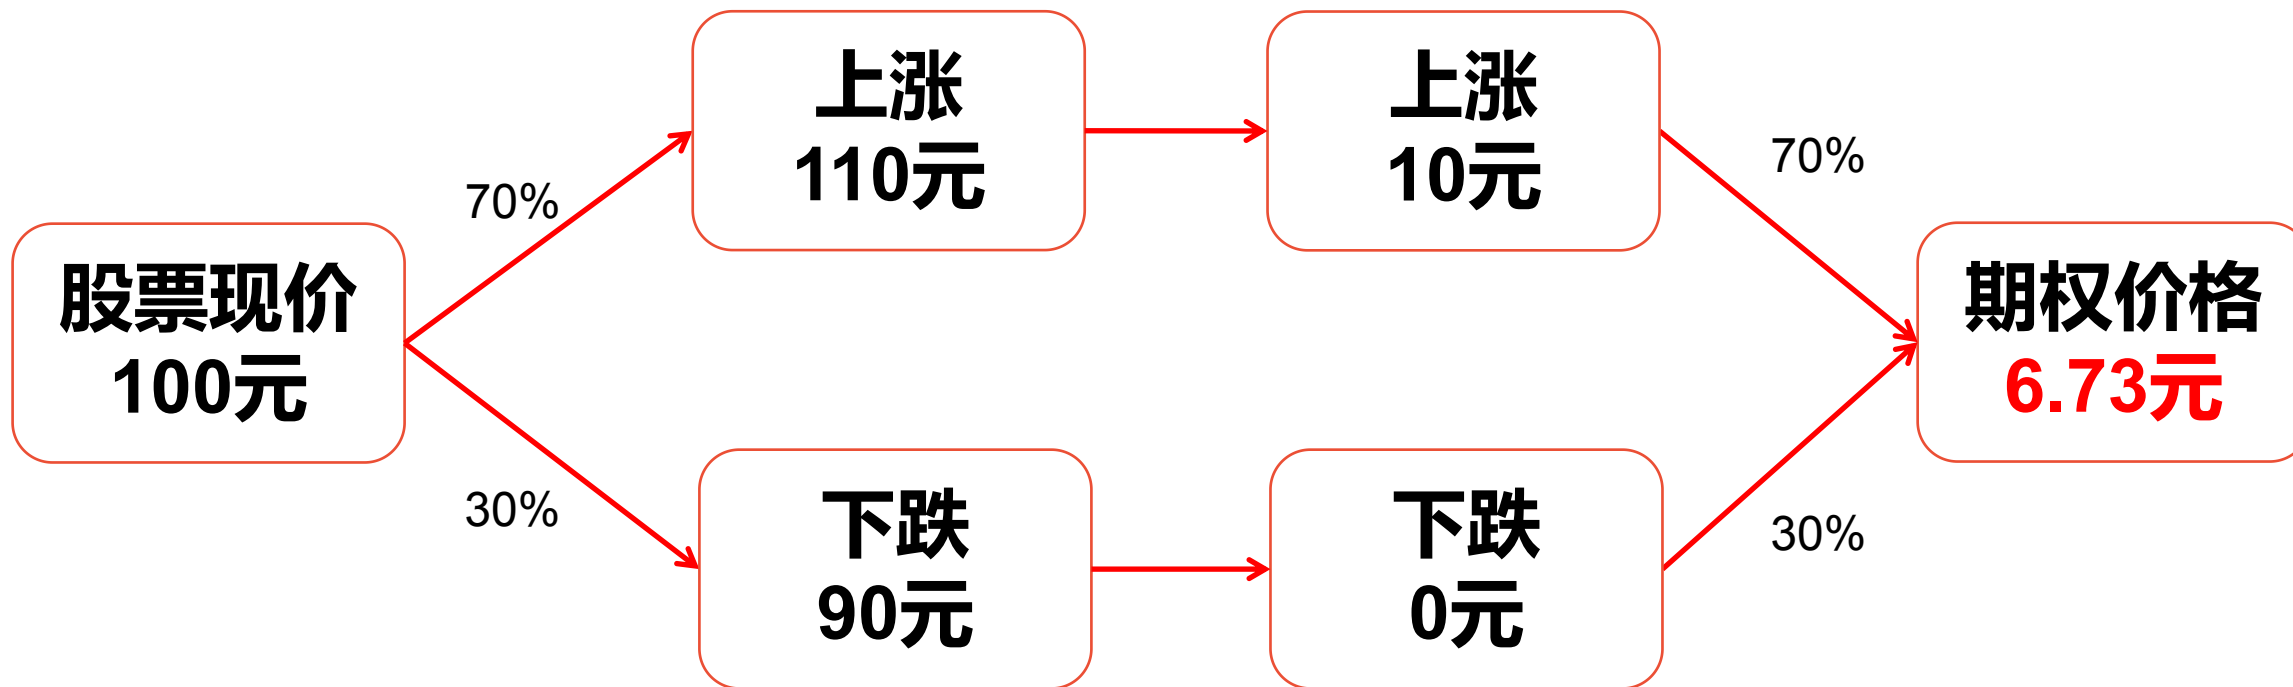 股票现价
100元
70%
30%
上涨
110元
下跌
90元
上涨
10元
下跌
0元
70%
30%
期权价格
6.73元